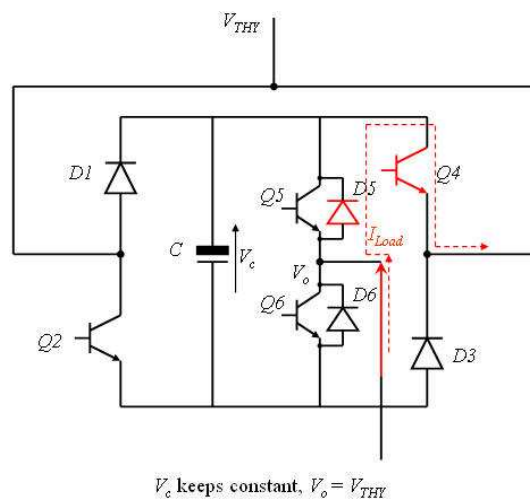 V_THY
D1
Q5
D5
Q4
I_Load
C
V_c
V_o
Q6
D6
Q2
D3
V_c keeps constant, V_o = V_THY